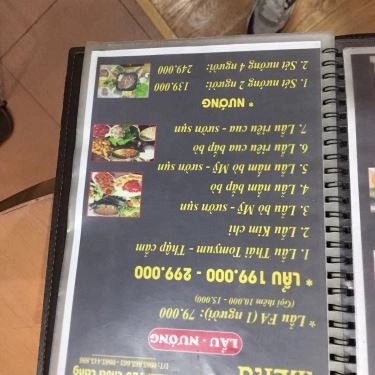 MENU
LẨU - NƯỚNG
* Lẩu FA (1 người): 79.000
(Gọi thêm 10.000, 15.000)
* LẨU 199.000 - 299.000
1. Lẩu Thái Tomyum - Thập cẩm
2. Lẩu Kim chi
3. Lẩu bò Mỹ - sườn sụn
4. Lẩu nấm bắp bò
5. Lẩu bò nấm - Mỹ - sườn sụn
6. Lẩu riêu cua bắp bò
7. Lẩu riêu cua - sườn sụn
* NƯỚNG
1. Sét nướng 2 người: 139.000
2. Sét nướng 4 người: 249.000